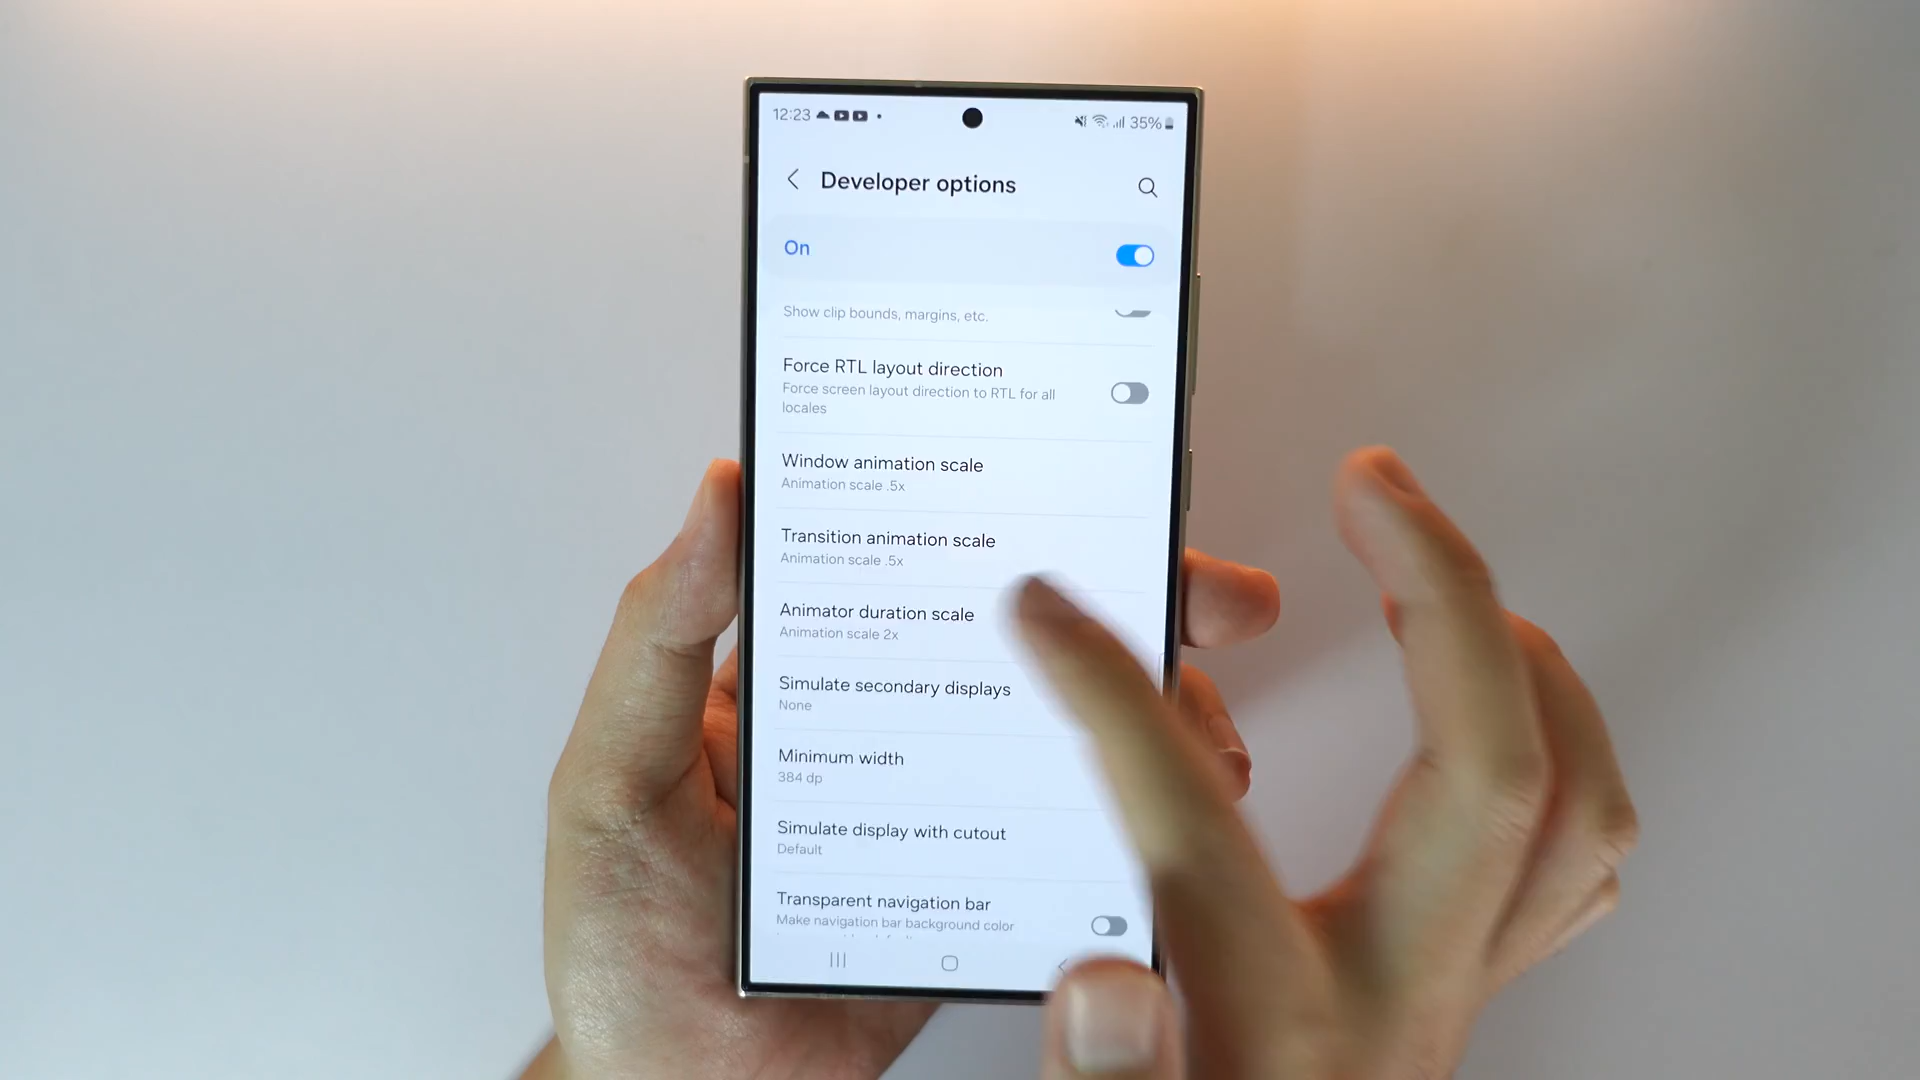 12:23
35%
Developer options
On
Show clip bounds, margins, etc.
Force RTL layout direction
Force screen layout direction to RTL for all
locales
Window animation scale
Animation scale .5x
Transition animation scale
Animation scale .5x
Animator duration scale
Animation scale 2x
Simulate secondary displays
None
Minimum width
384 dp
Simulate display with cutout
Default
Transparent navigation bar
Make navigation bar background color